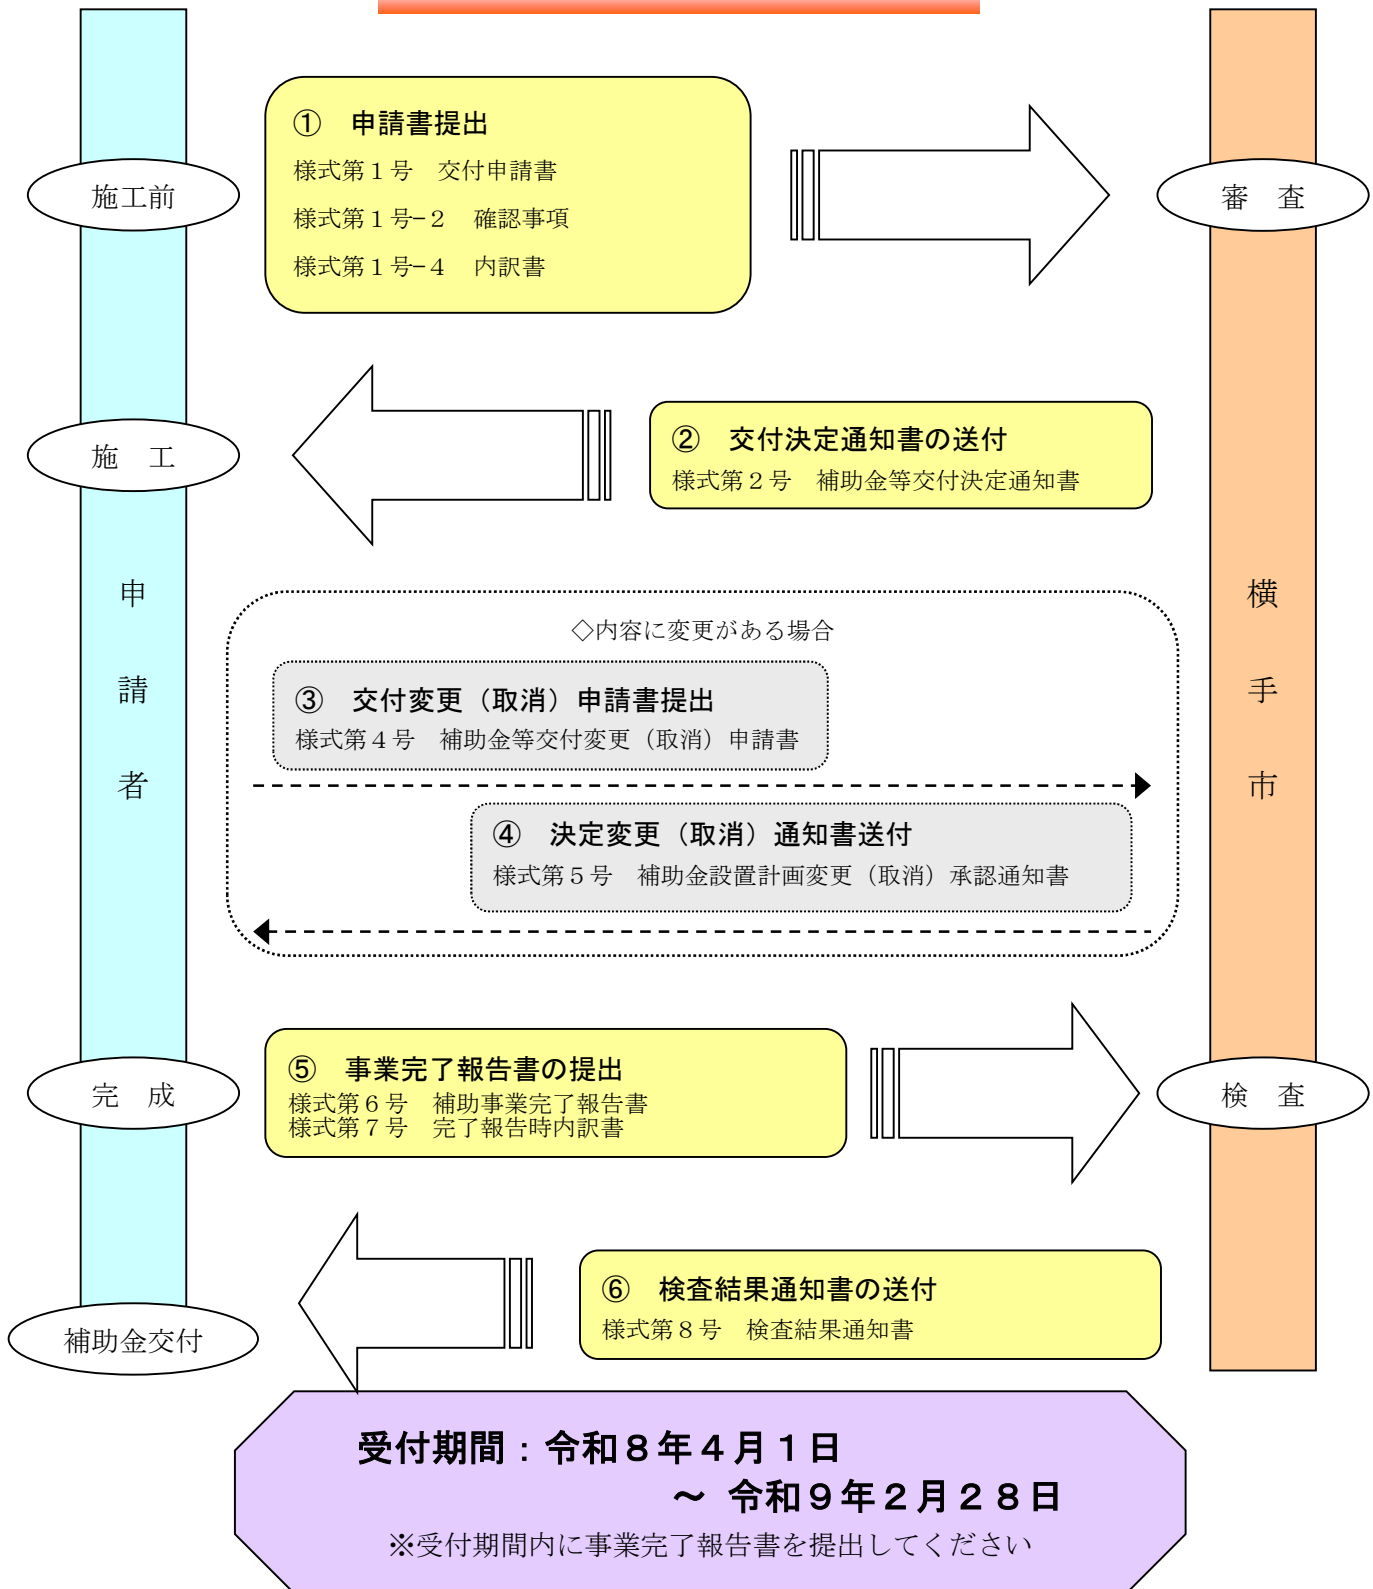 ① 申請書提出
様式第１号 交付申請書
様式第１号−２ 確認事項
様式第１号−４ 内訳書
施工前
審 査
施 工
② 交付決定通知書の送付
様式第２号 補助金等交付決定通知書
申請者
横手市
◇内容に変更がある場合
③ 交付変更（取消）申請書提出
様式第４号 補助金等交付変更（取消）申請書
④ 決定変更（取消）通知書送付
様式第５号 補助金設置計画変更（取消）承認通知書
完 成
⑤ 事業完了報告書の提出
様式第６号 補助事業完了報告書
様式第７号 完了報告時内訳書
検 査
⑥ 検査結果通知書の送付
様式第８号 検査結果通知書
補助金交付
受付期間：令和８年４月１日
～ 令和９年２月２８日
※受付期間内に事業完了報告書を提出してください